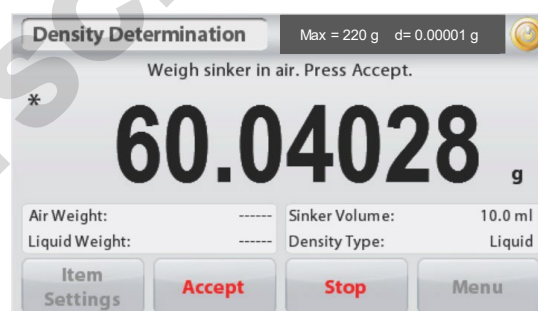 Density Determination Max = 220 g d= 0.00001 g
Weigh sinker in air. Press Accept.
*
60.04028 g
Air Weight: ------ Sinker Volume: 10.0 ml
Liquid Weight: ------ Density Type: Liquid
Item Settings Accept Stop Menu